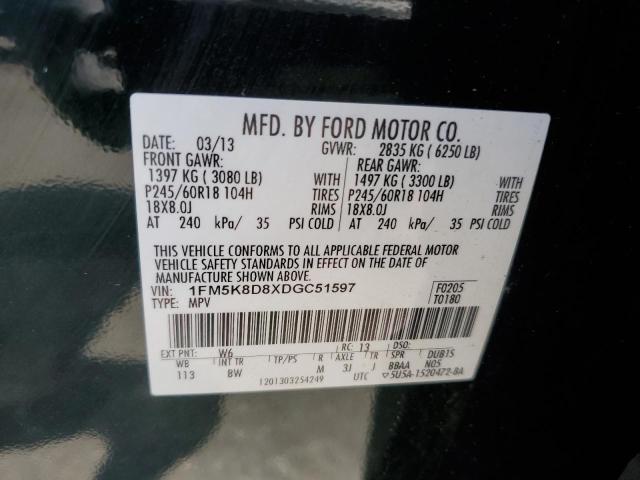 MFD. BY FORD MOTOR CO.
DATE: 03/13 GVWR: 2835 KG ( 6250 LB)
FRONT GAWR: REAR GAWR:
1397 KG ( 3080 LB) WITH 1497 KG ( 3300 LB) WITH
P245/60R18 104H TIRES P245/60R18 104H TIRES
18X8.0J RIMS 18X8.0J RIMS
AT 240 kPa/ 35 PSI COLD AT 240 kPa/ 35 PSI COLD
THIS VEHICLE CONFORMS TO ALL APPLICABLE FEDERAL MOTOR
VEHICLE SAFETY STANDARDS IN EFFECT ON THE DATE OF MANUFACTURE
SHOWN ABOVE.
VIN: 1FM5K8D8XDGC51597 F0205
TYPE: MPV T0180
EXT PNT: W6 RC: 13 DSO:
WB INT TR TP/PS R AXLE TR SPR DUB1S
113 BW M 3J J BBAA N05
1201303254249 UTC 5U5A-1520472-BA